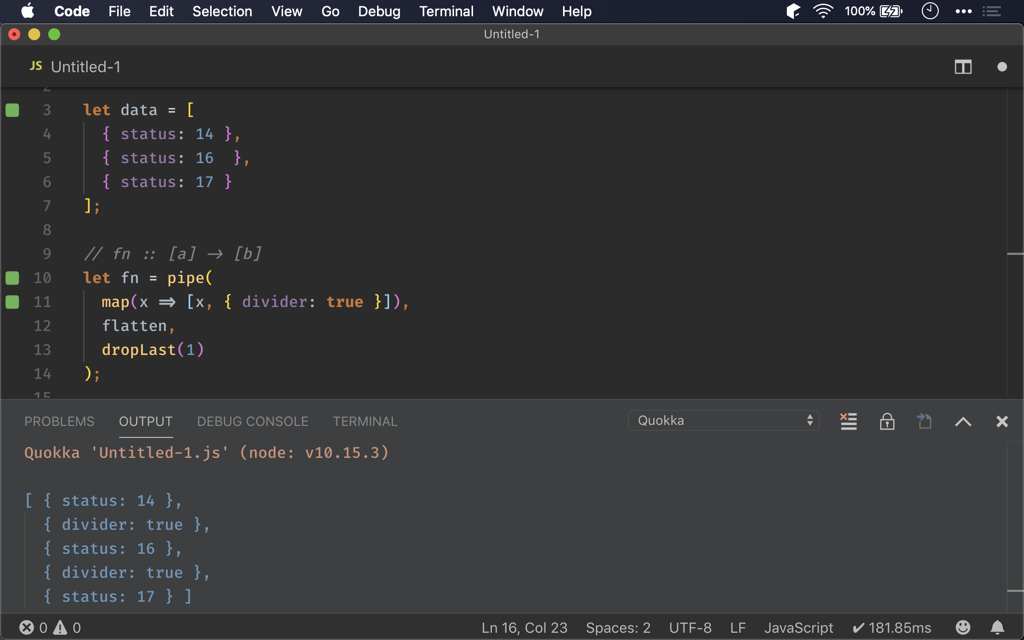 Code File Edit Selection View Go Debug Terminal Window Help 100%
Untitled-1
JS Untitled-1
2
3 let data = [
4 { status: 14 },
5 { status: 16  },
6 { status: 17 }
7 ];
8
9 // fn :: [a] → [b]
10 let fn = pipe(
11 map(x ⇒ [x, { divider: true }]),
12 flatten,
13 dropLast(1)
14 );
15
PROBLEMS OUTPUT DEBUG CONSOLE TERMINAL Quokka
Quokka 'Untitled-1.js' (node: v10.15.3)
[ { status: 14 },
{ divider: true },
{ status: 16 },
{ divider: true },
{ status: 17 } ]
0 0 Ln 16, Col 23 Spaces: 2 UTF-8 LF JavaScript ✔ 181.85ms